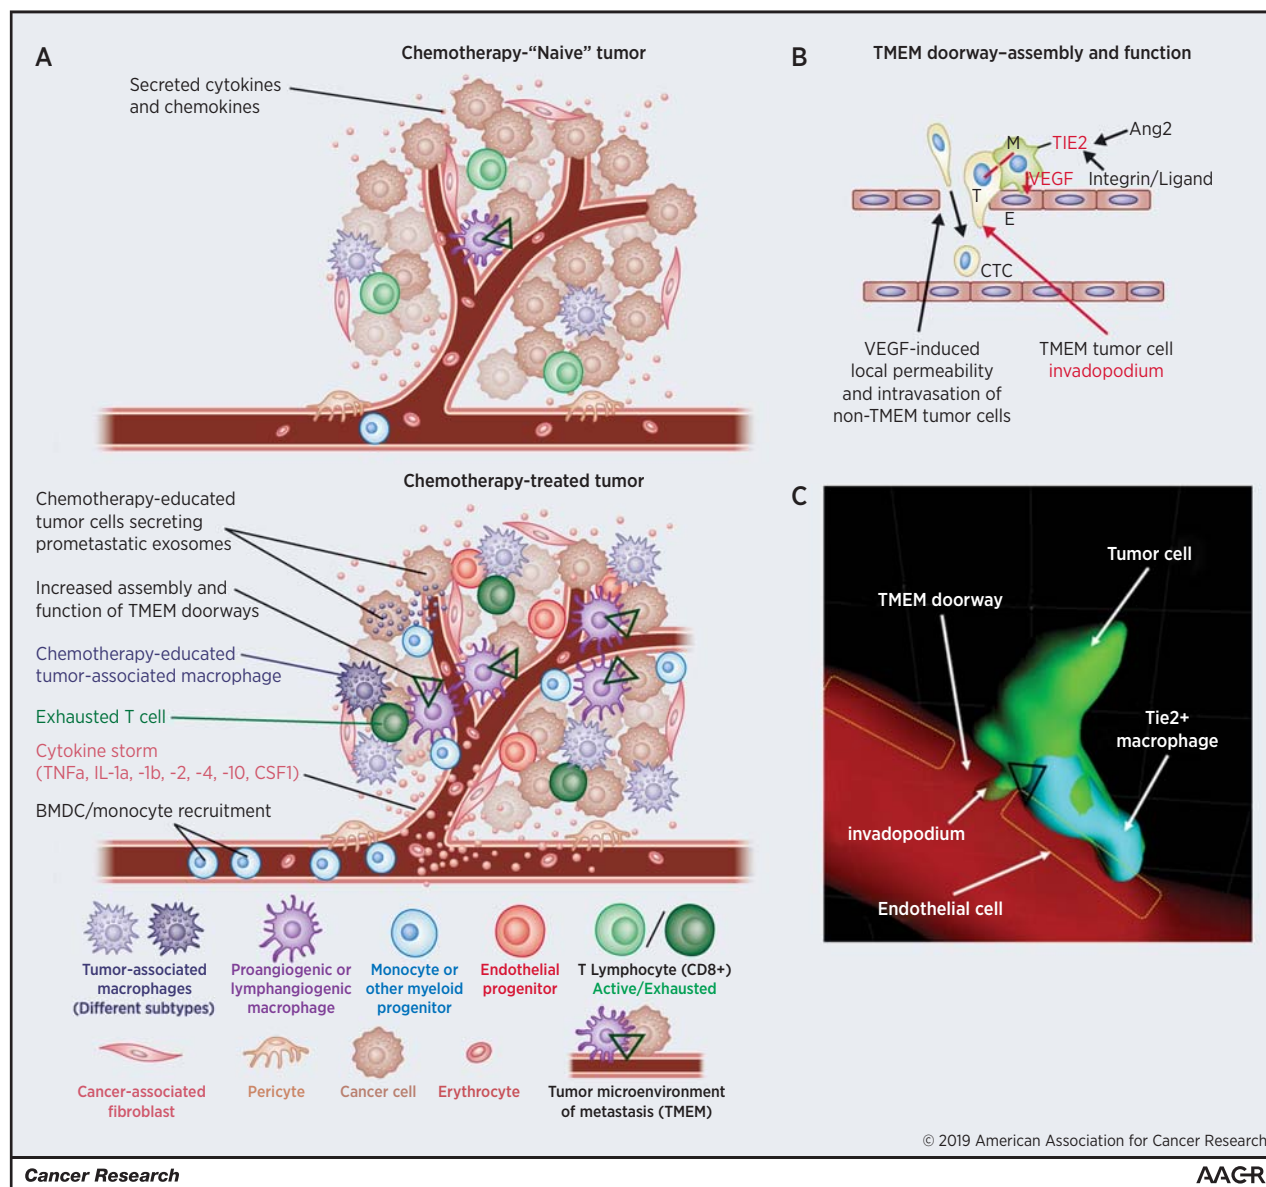 A
Chemotherapy-“Naive” tumor
Secreted cytokines
and chemokines
Chemotherapy-treated tumor
Chemotherapy-educated
tumor cells secreting
prometastatic exosomes
Increased assembly and
function of TMEM doorways
Chemotherapy-educated
tumor-associated macrophage
Exhausted T cell
Cytokine storm
(TNFa, IL-1a, -1b, -2, -4, -10, CSF1)
BMDC/monocyte recruitment
Tumor-associated
macrophages
(Different subtypes)
Proangiogenic or
lymphangiogenic
macrophage
Monocyte or
other myeloid
progenitor
Endothelial
progenitor
T Lymphocyte (CD8+)
Active/Exhausted
Cancer-associated
fibroblast
Pericyte
Cancer cell
Erythrocyte
Tumor microenvironment
of metastasis (TMEM)
B
TMEM doorway–assembly and function
M
TIE2
Ang2
VEGF
Integrin/Ligand
T
E
CTC
VEGF-induced
local permeability
and intravasation of
non-TMEM tumor cells
TMEM tumor cell
invadopodium
C
Tumor cell
TMEM doorway
Tie2+
macrophage
invadopodium
Endothelial cell
© 2019 American Association for Cancer Research
Cancer Research
AACR